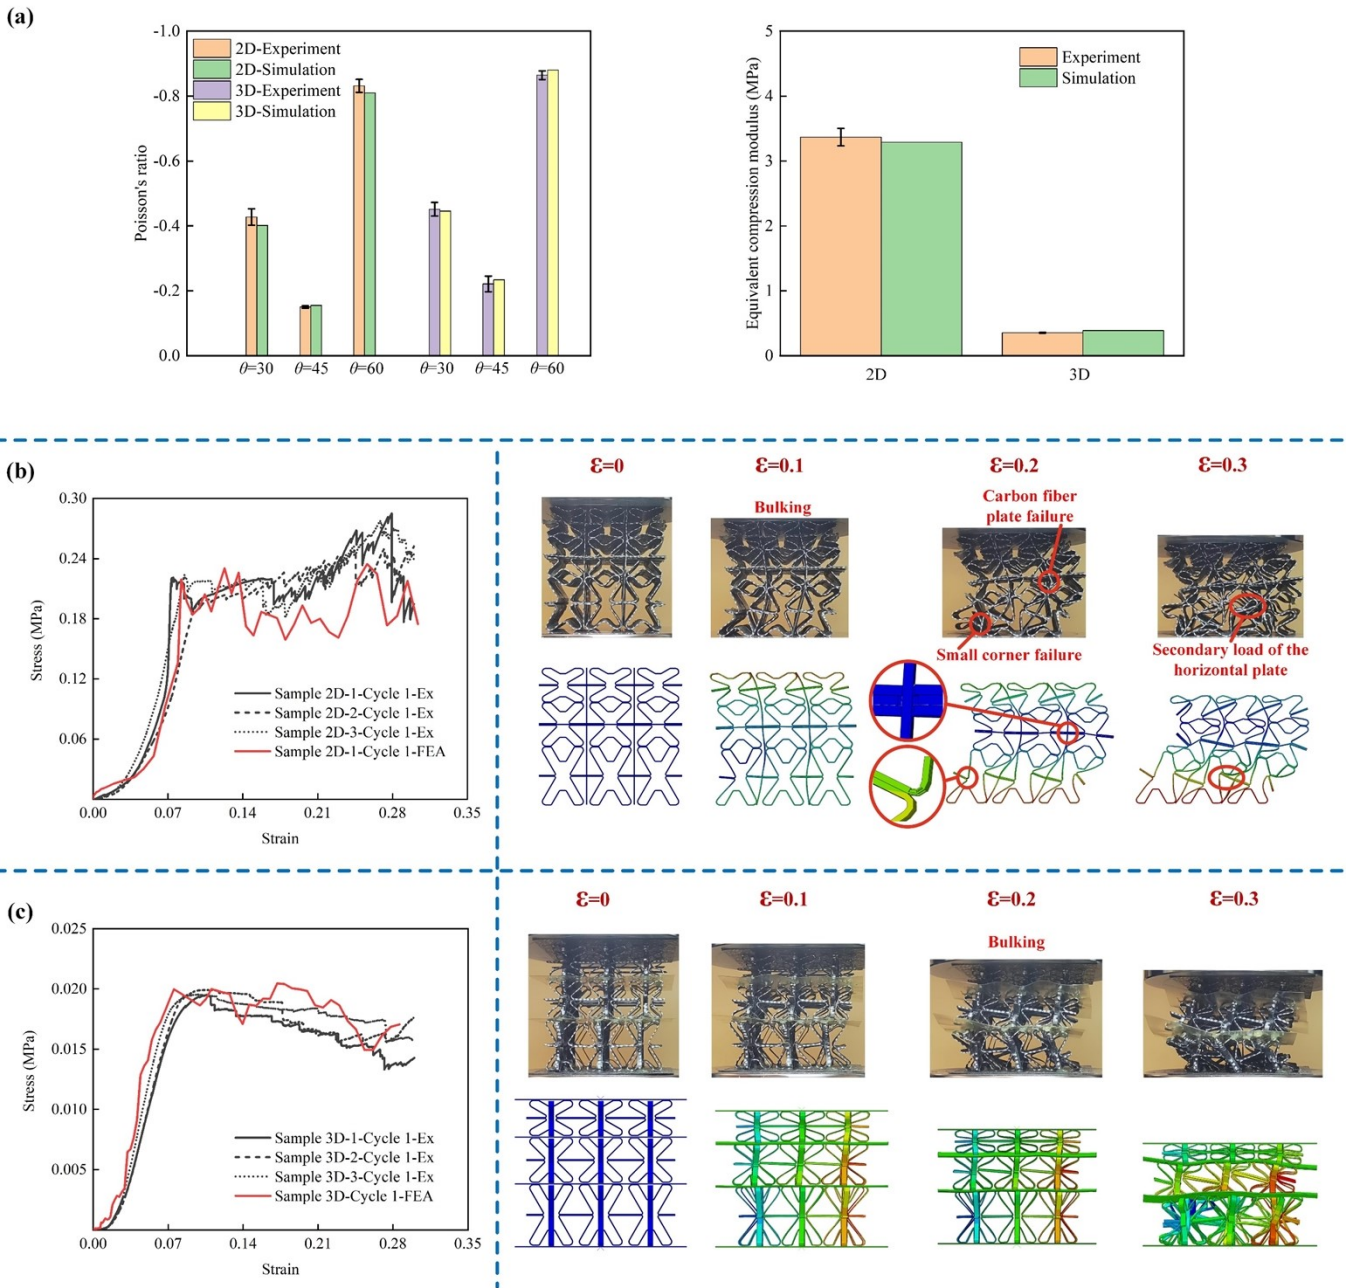 (a)
-1.0
-0.8
-0.6
-0.4
-0.2
0.0
Poisson's ratio
2D-Experiment
2D-Simulation
3D-Experiment
3D-Simulation
θ=30
θ=45
θ=60
θ=30
θ=45
θ=60
5
4
3
2
1
0
Equivalent compression modulus (MPa)
Experiment
Simulation
2D
3D
(b)
0.30
0.24
0.18
0.12
0.06
Stress (MPa)
Sample 2D-1-Cycle 1-Ex
Sample 2D-2-Cycle 1-Ex
Sample 2D-3-Cycle 1-Ex
Sample 2D-1-Cycle 1-FEA
0.00
0.07
0.14
0.21
0.28
0.35
Strain
ε=0
ε=0.1
ε=0.2
ε=0.3
Bulking
Carbon fiber
plate failure
Small corner failure
Secondary load of the
horizontal plate
(c)
0.025
0.020
0.015
0.010
0.005
Stress (MPa)
Sample 3D-1-Cycle 1-Ex
Sample 3D-2-Cycle 1-Ex
Sample 3D-3-Cycle 1-Ex
Sample 3D-Cycle 1-FEA
0.00
0.07
0.14
0.21
0.28
0.35
Strain
ε=0
ε=0.1
ε=0.2
ε=0.3
Bulking